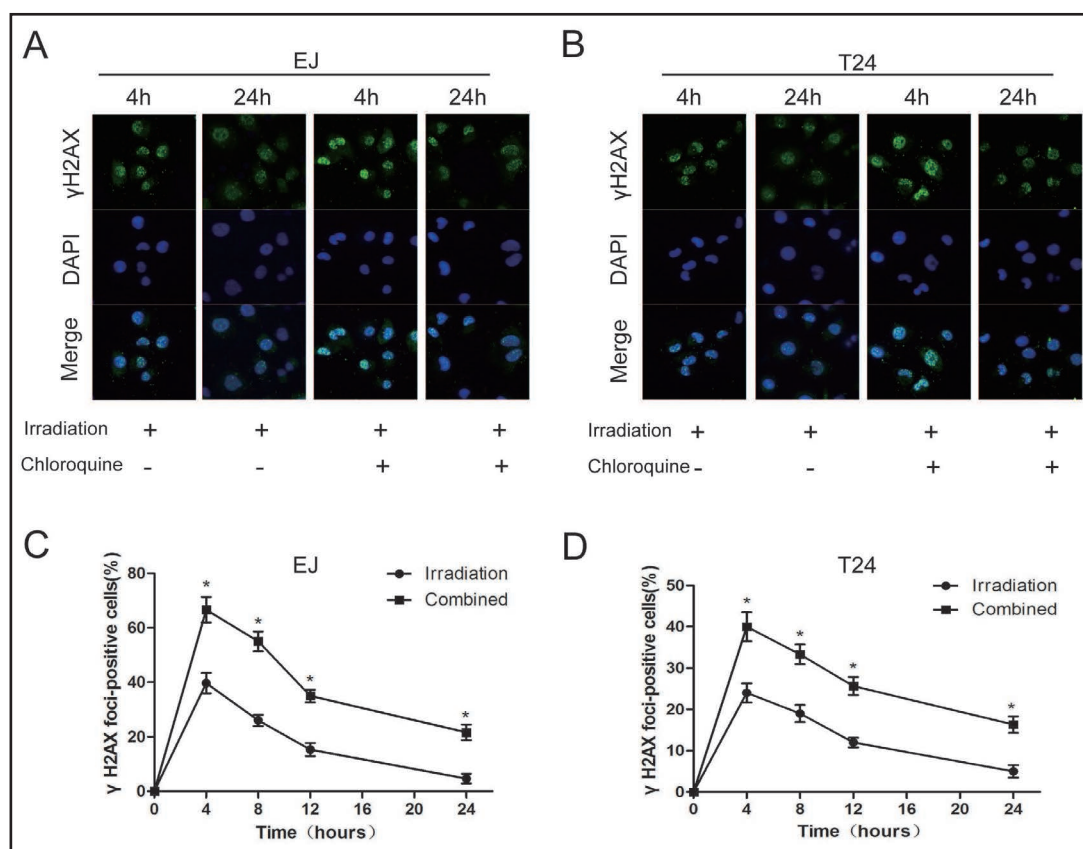 A
EJ
4h 24h 4h 24h
γH2AX
DAPI
Merge
Irradiation + + + +
Chloroquine - - + +
B
T24
4h 24h 4h 24h
γH2AX
DAPI
Merge
Irradiation + + + +
Chloroquine - - + +
C
EJ
γ H2AX foci-positive cells(%)
80
60
40
20
0
* * * *
Irradiation
Combined
0 4 8 12 16 20 24
Time（hours）
D
T24
γ H2AX foci-positive cells(%)
50
40
30
20
10
0
* * * *
Irradiation
Combined
0 4 8 12 16 20 24
Time（hours）